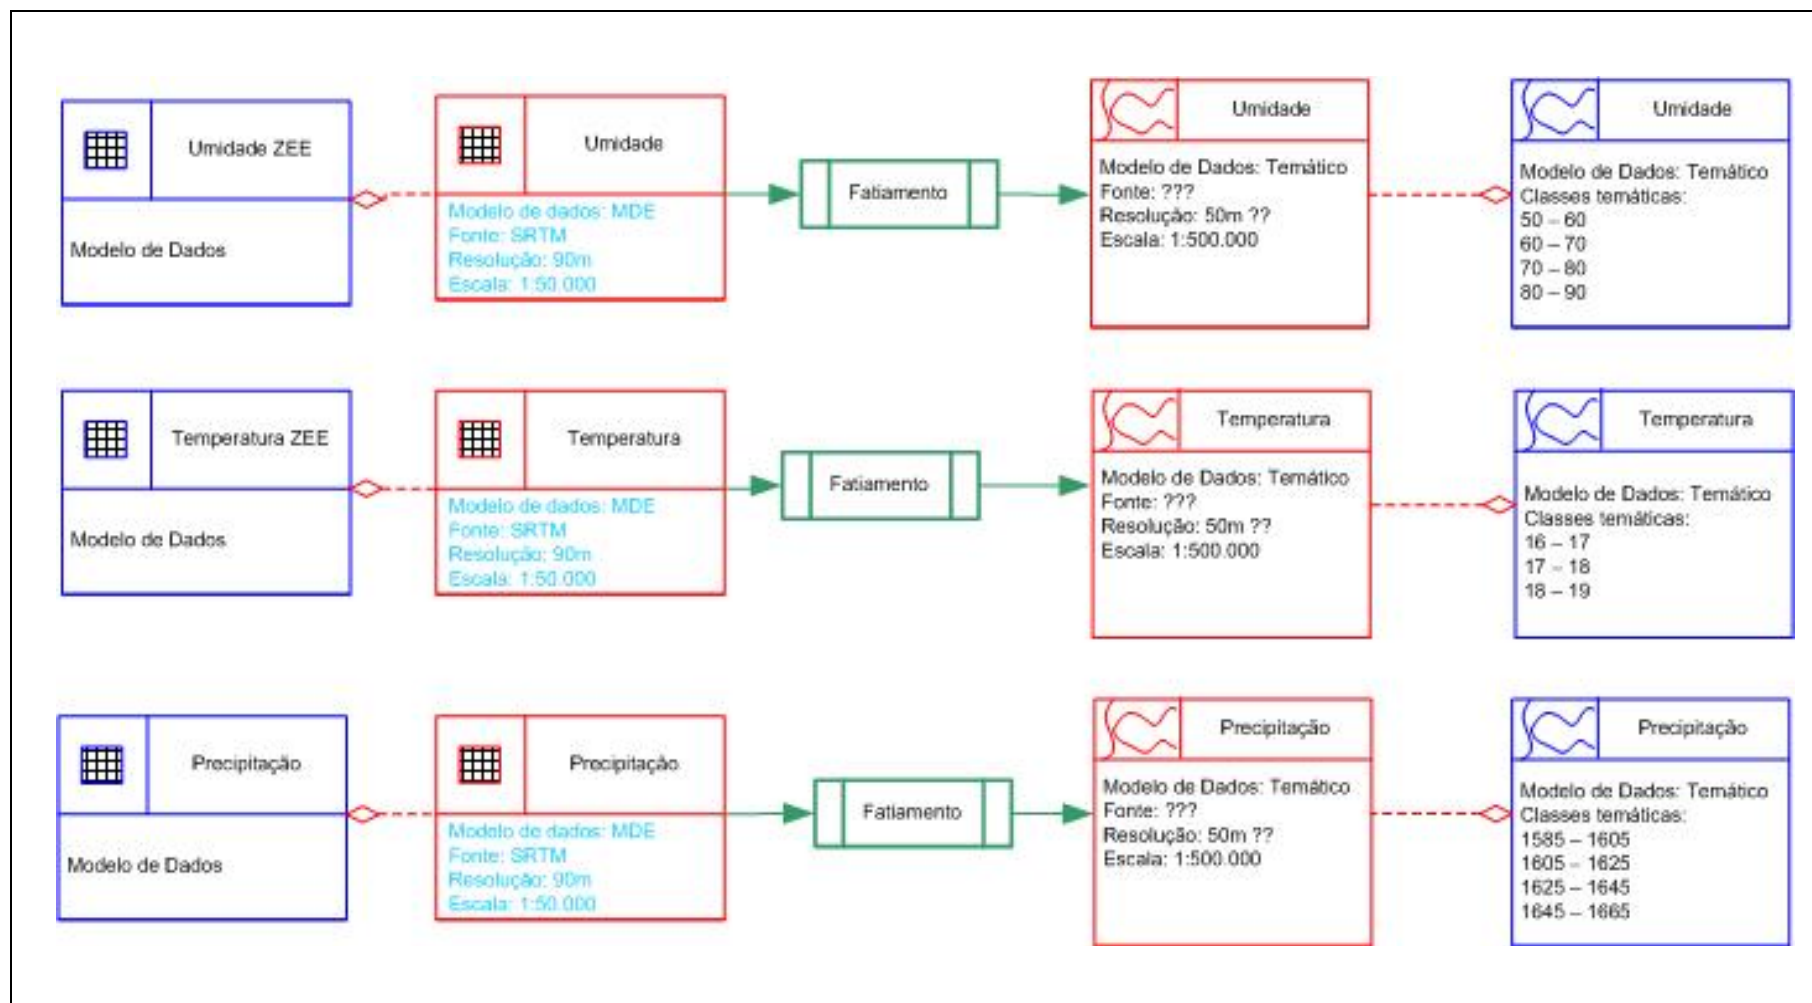 Umidade ZEE
Modelo de Dados
Umidade
Modelo de dados: MDE
Fonte: SRTM
Resolução: 90m
Escala: 1:50.000
Fatiamento
Umidade
Modelo de Dados: Temático
Fonte: ???
Resolução: 50m ??
Escala: 1:500.000
Umidade
Modelo de Dados: Temático
Classes temáticas:
50 – 60
60 – 70
70 – 80
80 – 90
Temperatura ZEE
Modelo de Dados
Temperatura
Modelo de dados: MDE
Fonte: SRTM
Resolução: 90m
Escala: 1:50.000
Fatiamento
Temperatura
Modelo de Dados: Temático
Fonte: ???
Resolução: 50m ??
Escala: 1:500.000
Temperatura
Modelo de Dados: Temático
Classes temáticas:
16 – 17
17 – 18
18 – 19
Precipitação
Modelo de Dados
Precipitação
Modelo de dados: MDE
Fonte: SRTM
Resolução: 90m
Escala: 1:50.000
Fatiamento
Precipitação
Modelo de Dados: Temático
Fonte: ???
Resolução: 50m ??
Escala: 1:500.000
Precipitação
Modelo de Dados: Temático
Classes temáticas:
1585 – 1605
1605 – 1625
1625 – 1645
1645 – 1665